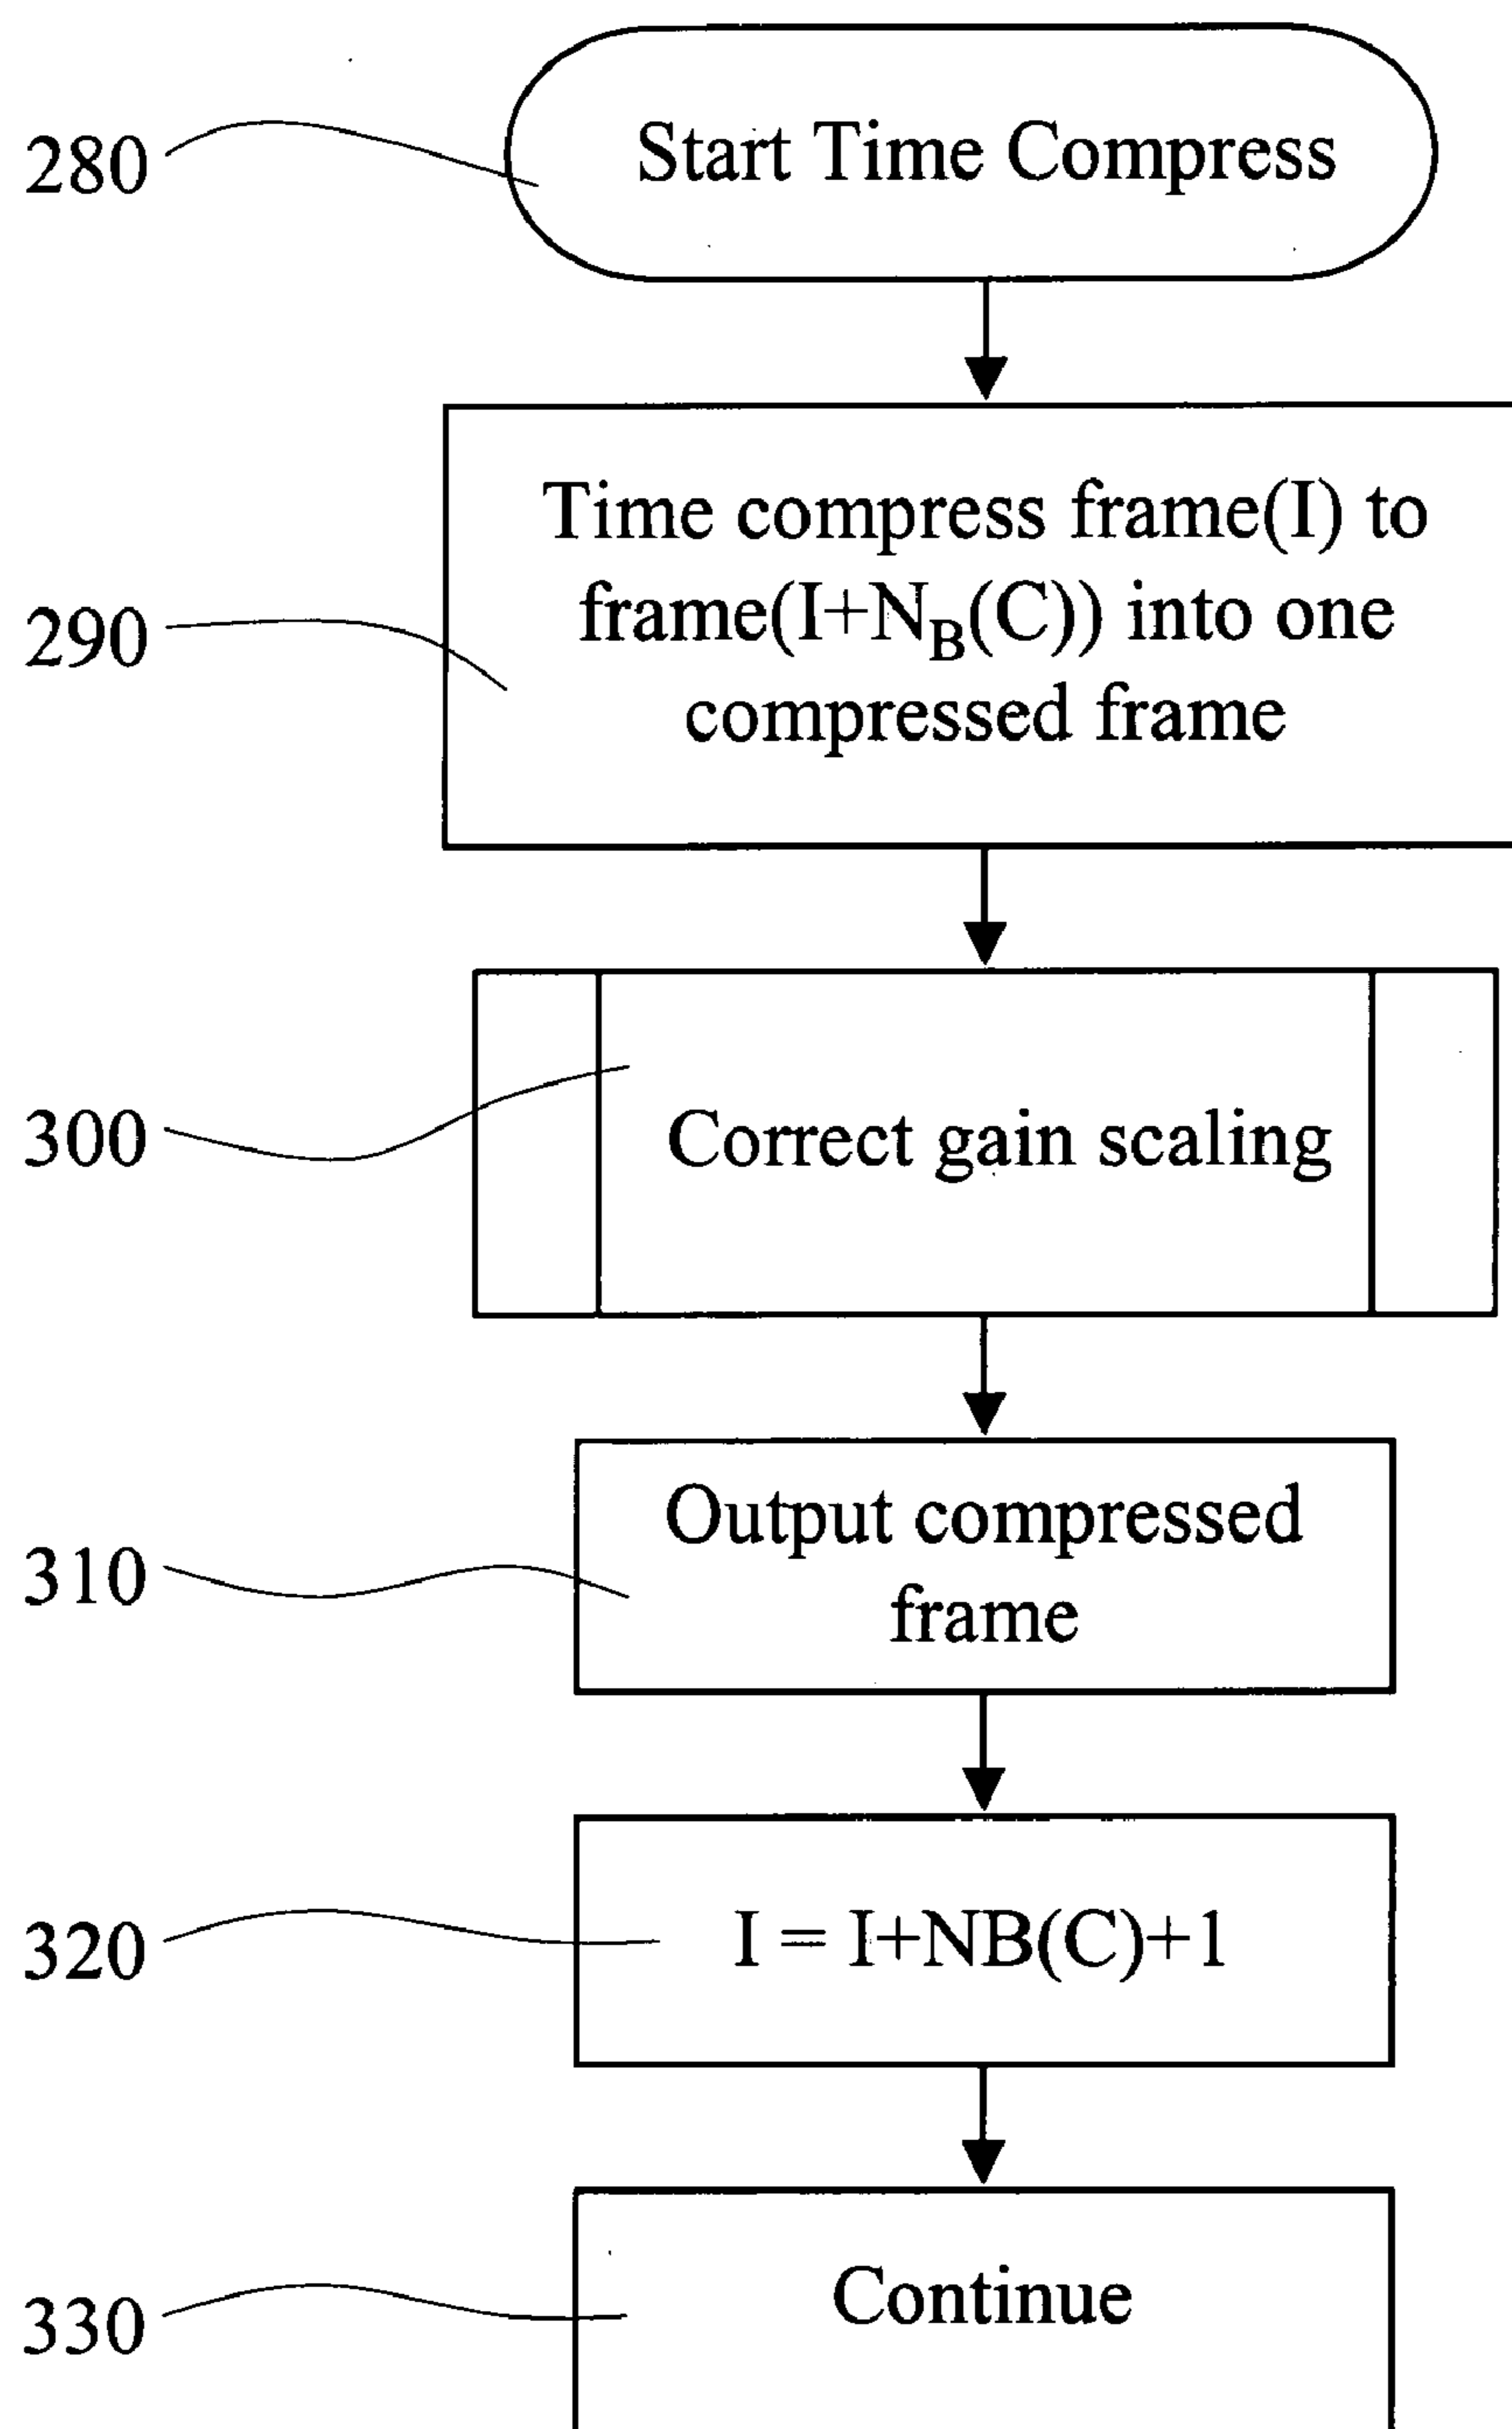 280
Start Time Compress
290
Time compress frame(I) to
frame(I+N_B(C)) into one
compressed frame
300
Correct gain scaling
310
Output compressed
frame
320
I = I+NB(C)+1
330
Continue